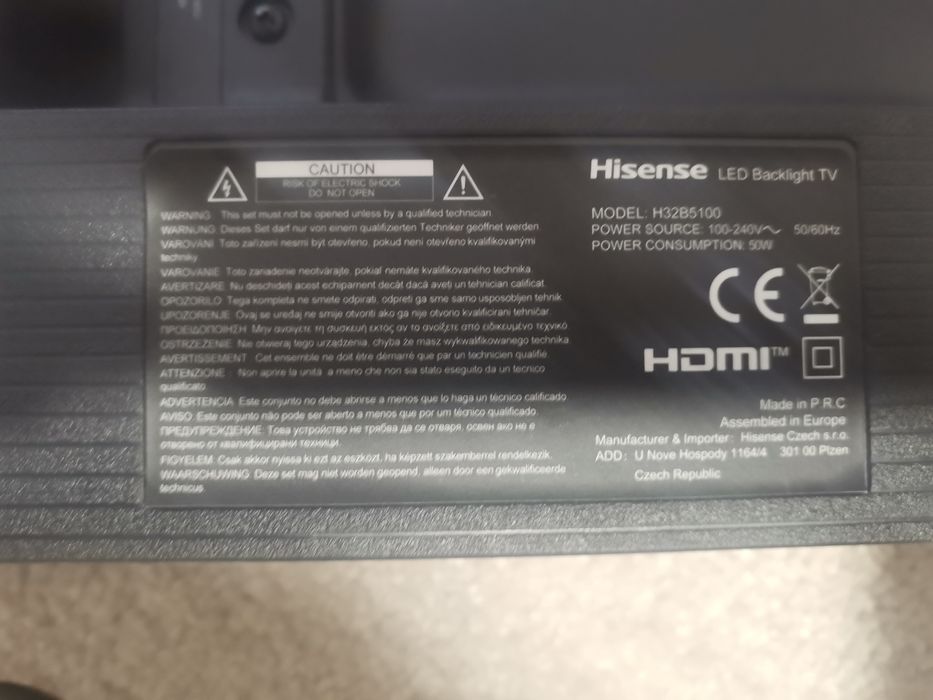 CAUTION
RISK OF ELECTRIC SHOCK
DO NOT OPEN
WARNING: This set must not be opened unless by a qualified technician.
WARNUNG: Dieses Set darf nur von einem qualifizierten Techniker geöffnet werden.
VAROVANI: Toto zařízení nesmí být otevřeno, pokud není otevřeno kvalifikovanými
techniky
VAROVANIE: Toto zariadenie neotvárajte, pokiaľ nemáte kvalifikovaného technika.
AVERTIZARE: Nu deschideți acest echipament decât dacă aveți un tehnician calificat.
OPOZORILO: Tega kompleta ne smete odpirati, odpreti ga sme samo usposobljen tehnik.
UPOZORENJE: Ovaj se uređaj ne smije otvoriti ako ga nije otvorio kvalificirani tehničar.
ΠΡΟΕΙΔΟΠΟΙΗΣΗ: Μην ανοίγετε τη συσκευή εκτός αν το ανοίξετε από ειδικευμένο τεχνικό.
OSTRZEŻENIE: Nie otwieraj tego urządzenia, chyba że masz wykwalifikowanego technika.
AVERTISSEMENT: Cet ensemble ne doit être démarré que par un technicien qualifié.
ATTENZIONE: Non aprire la unità a meno che non sia stato eseguito da un tecnico
qualificato.
ADVERTENCIA: Este conjunto no debe abrirse a menos que lo haga un técnico calificado.
AVISO: Este conjunto não pode ser aberto a menos que por um técnico qualificado.
ПРЕДУПРЕЖДЕНИЕ: Това устройство не трябва да се отваря, освен ако не е
отворено от квалифицирани техници.
FIGYELEM: Csak akkor nyissa ki ezt az eszközt, ha képzett szakemberrel rendelkezik.
WAARSCHUWING: Deze set mag niet worden geopend, alleen door een gekwalificeerde
technicus.
Hisense LED Backlight TV
MODEL: H32B5100
POWER SOURCE: 100-240V~ 50/60Hz
POWER CONSUMPTION: 50W
CE
HDMI™
Made in P R C
Assembled in Europe
Manufacturer & Importer: Hisense Czech s.r.o.
ADD: U Nove Hospody 1164/4 301 00 Plzen
Czech Republic